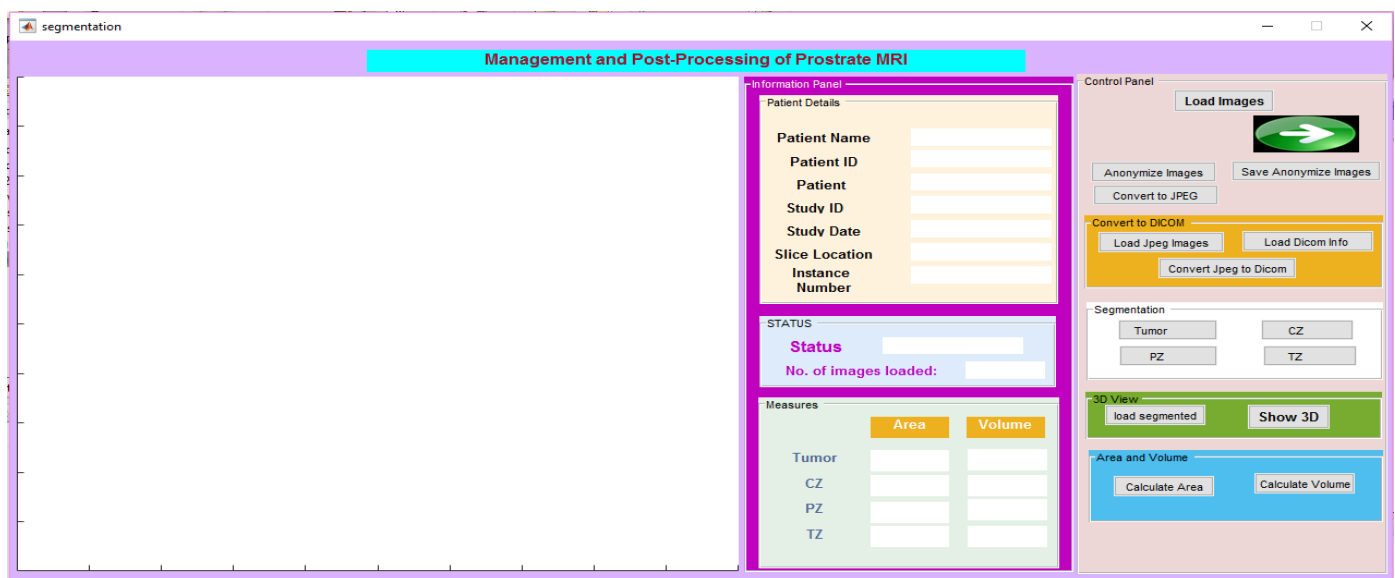 segmentation
Management and Post-Processing of Prostrate MRI
Information Panel
Patient Details
Patient Name
Patient ID
Patient
Study ID
Study Date
Slice Location
Instance
Number
STATUS
Status
No. of images loaded:
Measures
Area Volume
Tumor
CZ
PZ
TZ
Control Panel
Load Images
Anonymize Images Save Anonymize Images
Convert to JPEG
Convert to DICOM
Load Jpeg Images Load Dicom Info
Convert Jpeg to Dicom
Segmentation
Tumor CZ
PZ TZ
3D View
load segmented Show 3D
Area and Volume
Calculate Area Calculate Volume